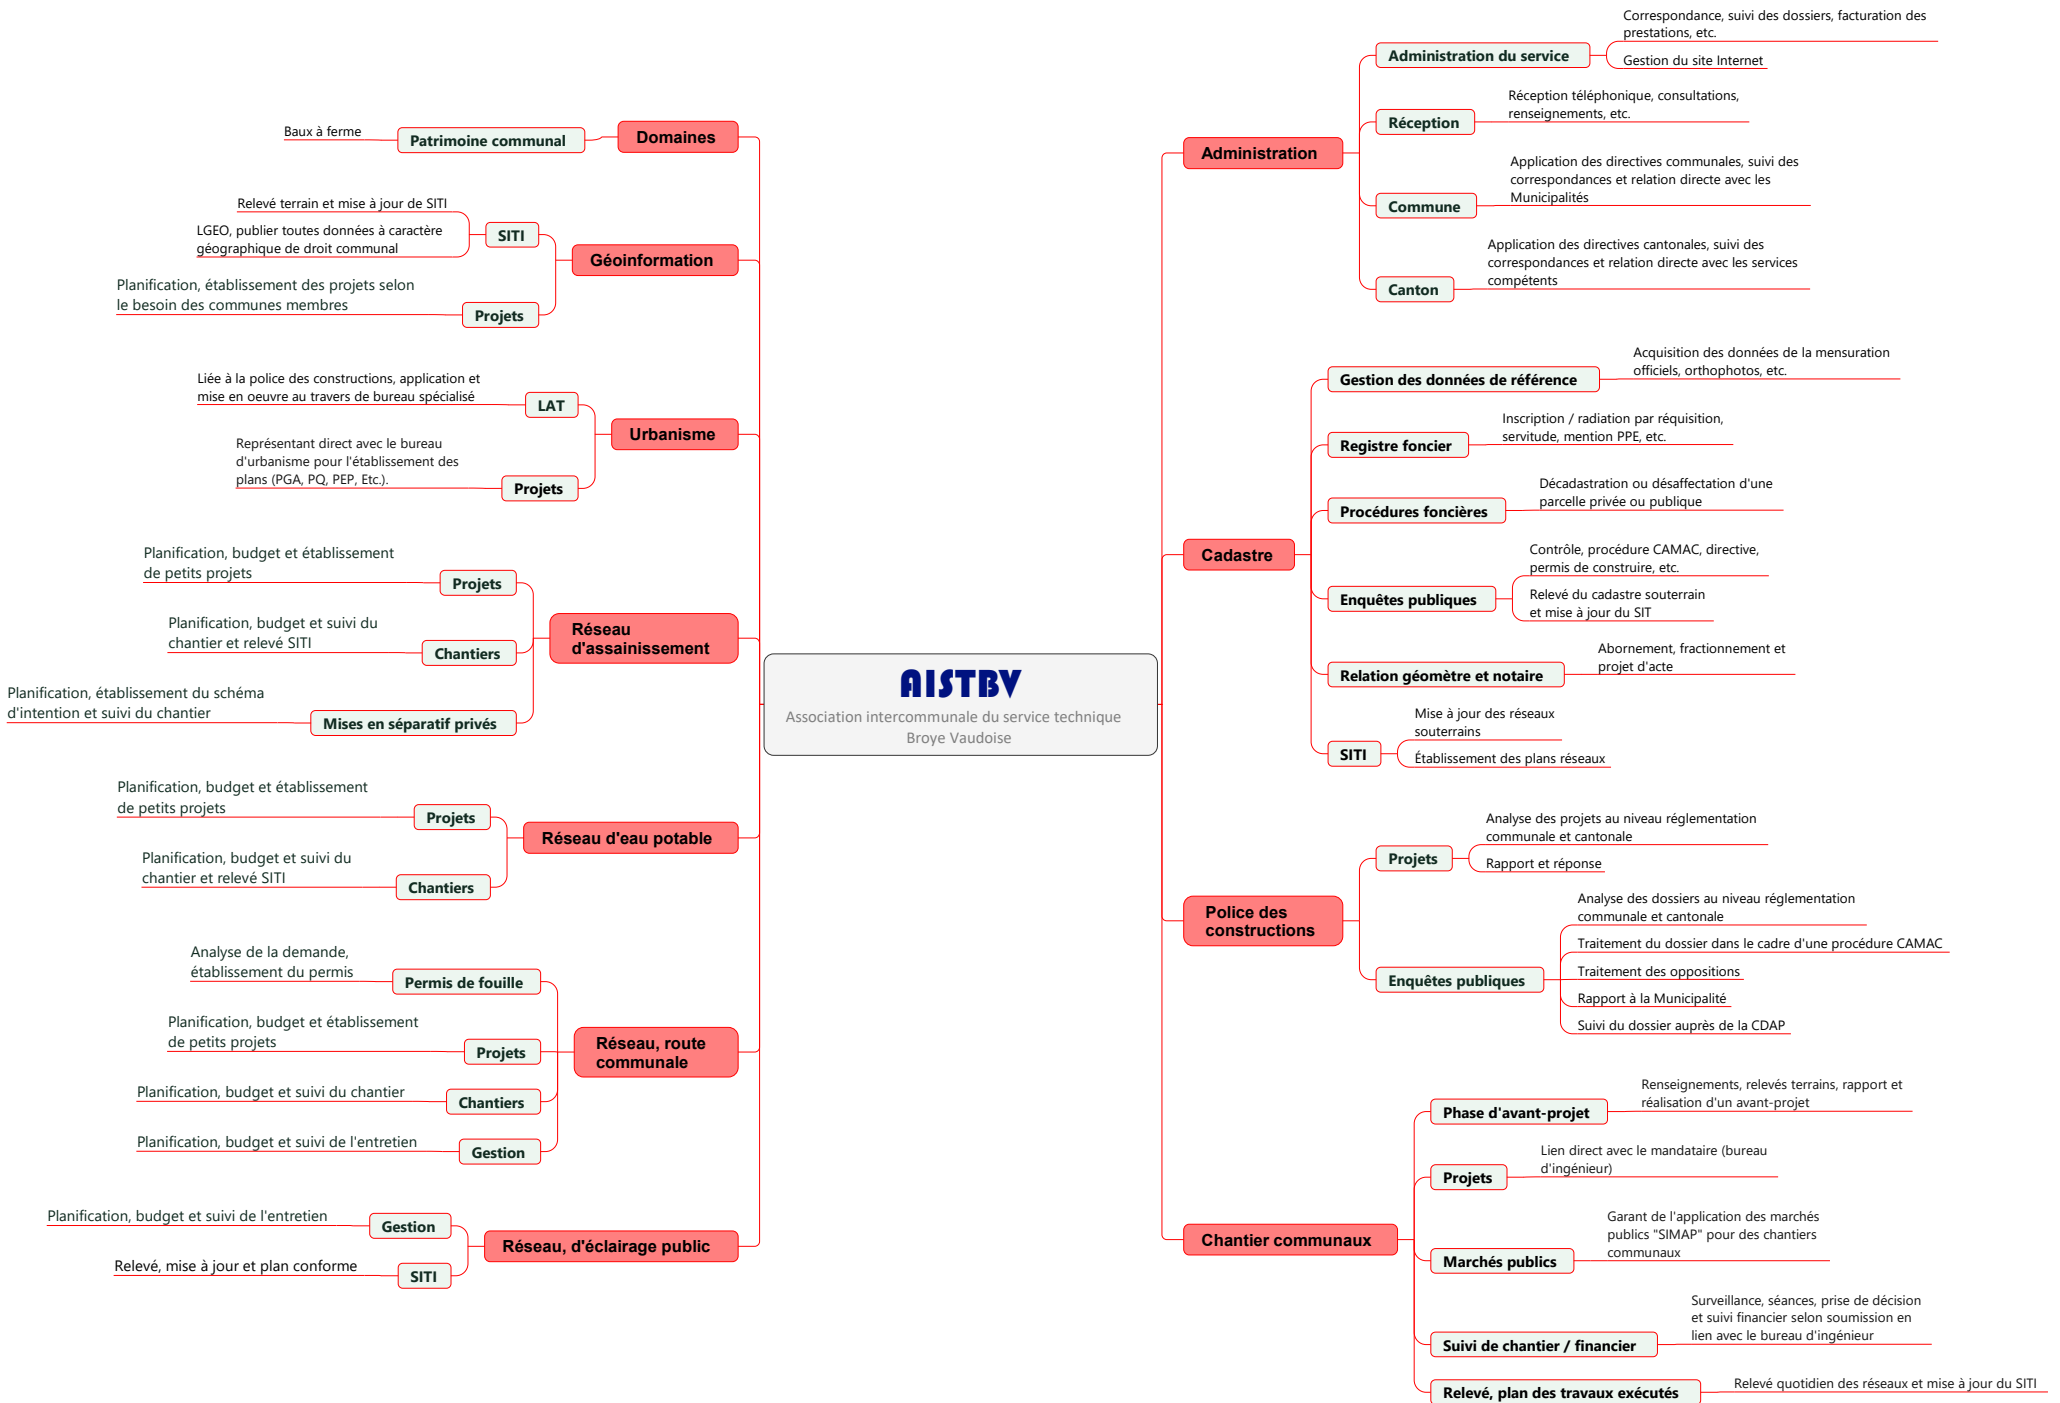 AISTBV
Association intercommunale du service technique
Broye Vaudoise
Domaines
Patrimoine communal
Baux à ferme
Géoinformation
SITI
Relevé terrain et mise à jour de SITI
LGEO, publier toutes données à caractère
géographique de droit communal
Projets
Planification, établissement des projets selon
le besoin des communes membres
Urbanisme
LAT
Liée à la police des constructions, application et
mise en oeuvre au travers de bureau spécialisé
Projets
Représentant direct avec le bureau
d'urbanisme pour l'établissement des
plans (PGA, PQ, PEP, Etc.).
Réseau
d'assainissement
Projets
Planification, budget et établissement
de petits projets
Chantiers
Planification, budget et suivi du
chantier et relevé SITI
Mises en séparatif privés
Planification, établissement du schéma
d'intention et suivi du chantier
Réseau d'eau potable
Projets
Planification, budget et établissement
de petits projets
Chantiers
Planification, budget et suivi du
chantier et relevé SITI
Réseau, route
communale
Permis de fouille
Analyse de la demande,
établissement du permis
Projets
Planification, budget et établissement
de petits projets
Chantiers
Planification, budget et suivi du chantier
Gestion
Planification, budget et suivi de l'entretien
Réseau, d'éclairage public
Gestion
Planification, budget et suivi de l'entretien
SITI
Relevé, mise à jour et plan conforme
Administration
Administration du service
Correspondance, suivi des dossiers, facturation des
prestations, etc.
Gestion du site Internet
Réception
Réception téléphonique, consultations,
renseignements, etc.
Commune
Application des directives communales, suivi des
correspondances et relation directe avec les
Municipalités
Canton
Application des directives cantonales, suivi des
correspondances et relation directe avec les services
compétents
Cadastre
Gestion des données de référence
Acquisition des données de la mensuration
officiels, orthophotos, etc.
Registre foncier
Inscription / radiation par réquisition,
servitude, mention PPE, etc.
Procédures foncières
Décadastration ou désaffectation d'une
parcelle privée ou publique
Enquêtes publiques
Contrôle, procédure CAMAC, directive,
permis de construire, etc.
Relevé du cadastre souterrain
et mise à jour du SIT
Relation géomètre et notaire
Abornement, fractionnement et
projet d'acte
SITI
Mise à jour des réseaux
souterrains
Établissement des plans réseaux
Police des
constructions
Projets
Analyse des projets au niveau réglementation
communale et cantonale
Rapport et réponse
Enquêtes publiques
Analyse des dossiers au niveau réglementation
communale et cantonale
Traitement du dossier dans le cadre d'une procédure CAMAC
Traitement des oppositions
Rapport à la Municipalité
Suivi du dossier auprès de la CDAP
Chantier communaux
Phase d'avant-projet
Renseignements, relevés terrains, rapport et
réalisation d'un avant-projet
Projets
Lien direct avec le mandataire (bureau
d'ingénieur)
Marchés publics
Garant de l'application des marchés
publics "SIMAP" pour des chantiers
communaux
Suivi de chantier / financier
Surveillance, séances, prise de décision
et suivi financier selon soumission en
lien avec le bureau d'ingénieur
Relevé, plan des travaux exécutés
Relevé quotidien des réseaux et mise à jour du SITI